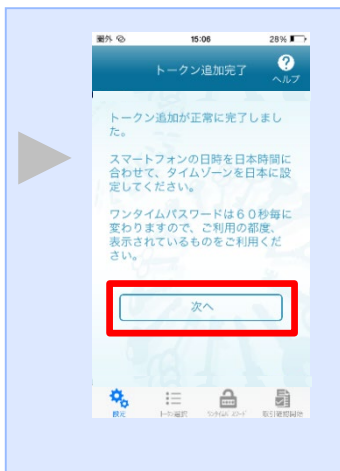 圏外
15:06
28%
トークン追加完了
?
ヘルプ
トークン追加が正常に完了しまし
た。
スマートフォンの日時を日本時間に
合わせて、タイムゾーンを日本に設
定してください。
ワンタイムパスワードは60秒毎に
変わりますので、ご利用の都度、
表示されているものをご利用くだ
さい。
次へ
設定
トークン選択
ワンタイムパスワード
取引確認開始